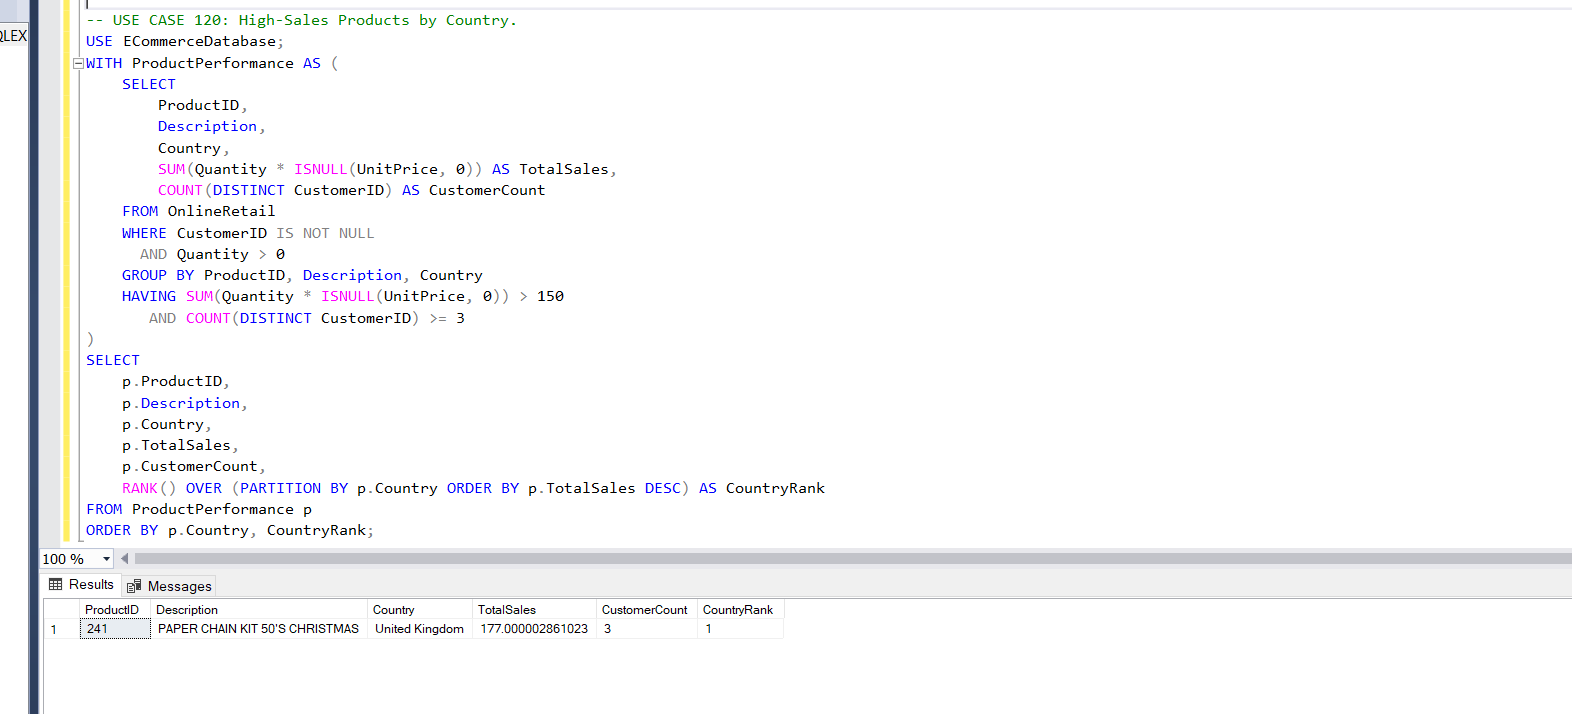 -- USE CASE 120: High-Sales Products by Country.
QLEX
USE ECommerceDatabase;
WITH ProductPerformance AS (
SELECT
ProductID,
Description,
Country,
SUM(Quantity * ISNULL(UnitPrice, 0)) AS TotalSales,
COUNT(DISTINCT CustomerID) AS CustomerCount
FROM OnlineRetail
WHERE CustomerID IS NOT NULL
AND Quantity > 0
GROUP BY ProductID, Description, Country
HAVING SUM(Quantity * ISNULL(UnitPrice, 0)) > 150
AND COUNT(DISTINCT CustomerID) >= 3
)
SELECT
p.ProductID,
p.Description,
p.Country,
p.TotalSales,
p.CustomerCount,
RANK() OVER (PARTITION BY p.Country ORDER BY p.TotalSales DESC) AS CountryRank
FROM ProductPerformance p
ORDER BY p.Country, CountryRank;
100 %
Results Messages
ProductID Description Country TotalSales CustomerCount CountryRank
1 241 PAPER CHAIN KIT 50'S CHRISTMAS United Kingdom 177.000002861023 3 1